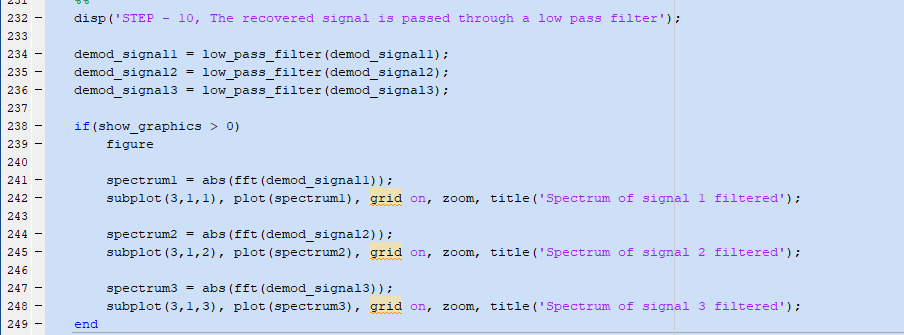 231 %%
232 – disp('STEP - 10, The recovered signal is passed through a low pass filter');
233
234 – demod_signal1 = low_pass_filter(demod_signal1);
235 – demod_signal2 = low_pass_filter(demod_signal2);
236 – demod_signal3 = low_pass_filter(demod_signal3);
237
238 – if(show_graphics > 0)
239 – figure
240
241 – spectrum1 = abs(fft(demod_signal1));
242 – subplot(3,1,1), plot(spectrum1), grid on, zoom, title('Spectrum of signal 1 filtered');
243
244 – spectrum2 = abs(fft(demod_signal2));
245 – subplot(3,1,2), plot(spectrum2), grid on, zoom, title('Spectrum of signal 2 filtered');
246
247 – spectrum3 = abs(fft(demod_signal3));
248 – subplot(3,1,3), plot(spectrum3), grid on, zoom, title('Spectrum of signal 3 filtered');
249 – end